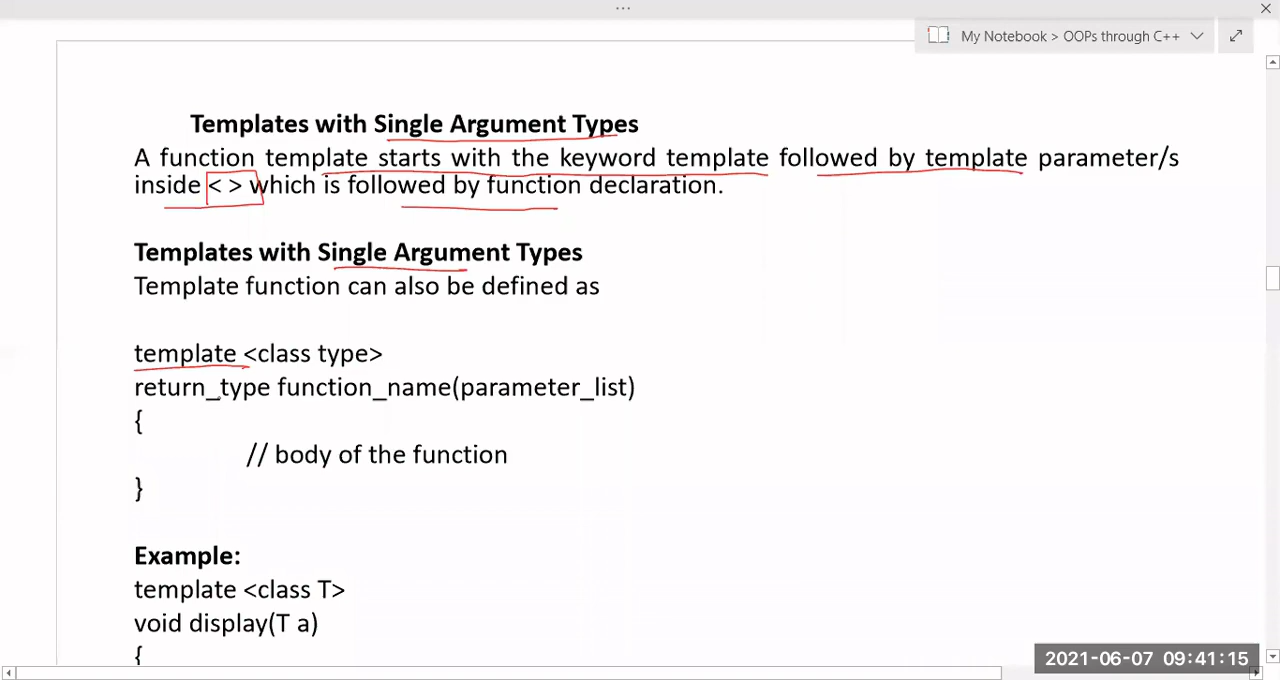 My Notebook > OOPs through C++
Templates with Single Argument Types
A function template starts with the keyword template followed by template parameter/s
inside < > which is followed by function declaration.
Templates with Single Argument Types
Template function can also be defined as
template <class type>
return_type function_name(parameter_list)
{
// body of the function
}
Example:
template <class T>
void display(T a)
{
2021-06-07 09:41:15